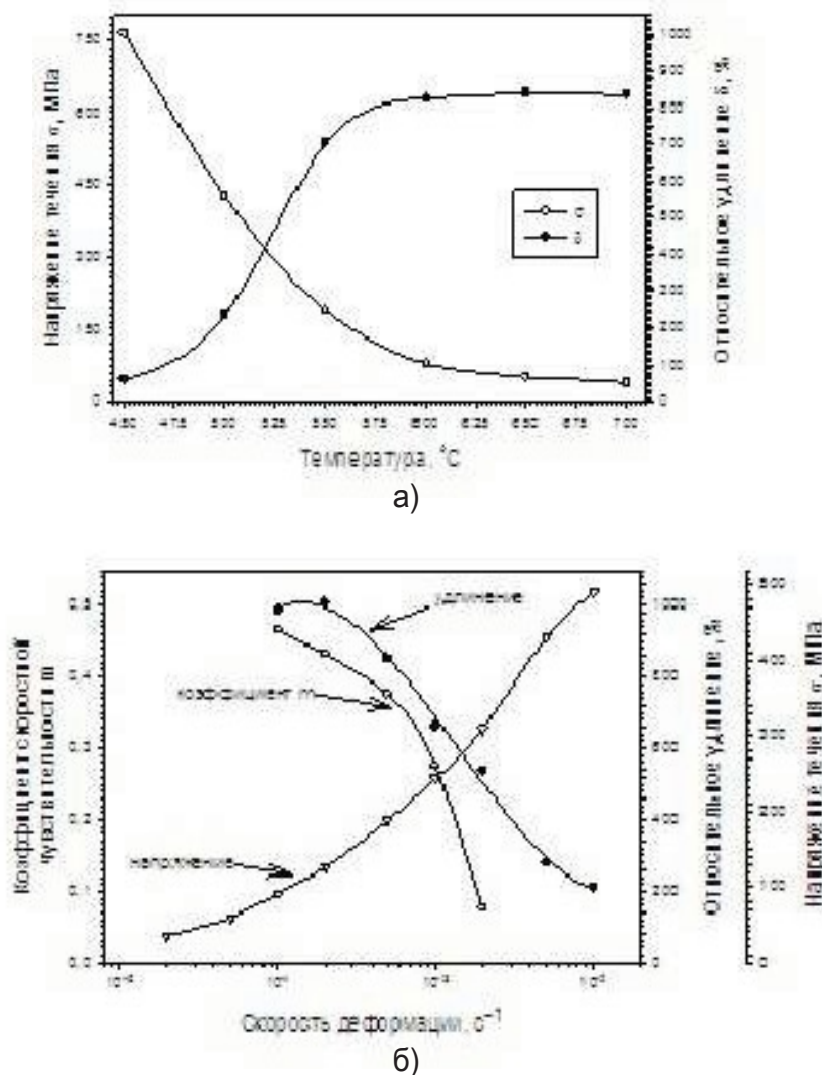 Напряжение течения σ, МПа
750
600
450
300
150
0
1000
900
800
700
600
500
400
300
200
100
0
Относительное удлинение δ, %
σ
δ
450 475 500 525 550 575 600 625 650 675 700
Температура, °C
а)
Коэффициент скоростной
чувствительности m
0.5
0.4
0.3
0.2
0.1
0.0
удлинение
коэффициент m
напряжение
1000
800
600
400
200
0
Относительное удлинение, %
500
400
300
200
100
0
Напряжение течения σ, МПа
Скорость деформации, с⁻¹
б)